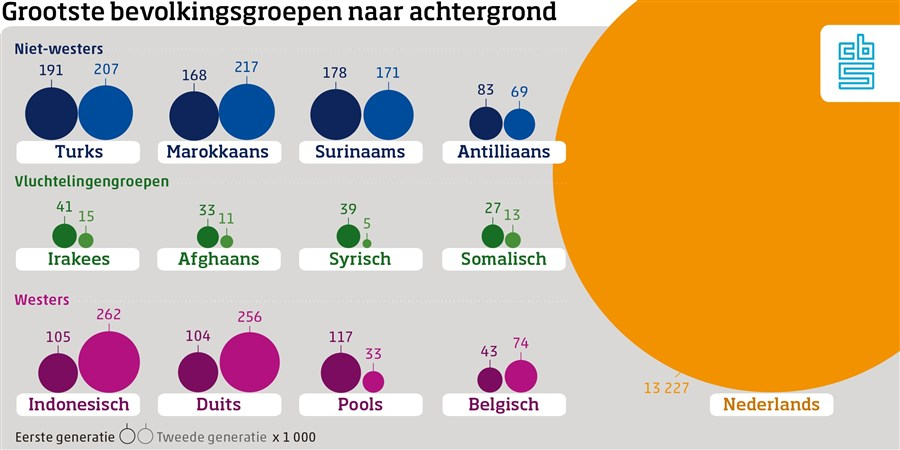 Grootste bevolkingsgroepen naar achtergrond
cbs
Niet-westers
191 207 168 217 178 171 83 69
Turks Marokkaans Surinaams Antilliaans
Vluchtelingengroepen
41 15 33 11 39 5 27 13
Irakees Afghaans Syrisch Somalisch
Westers
105 262 104 256 117 33 43 74
13 227
Indonesisch Duits Pools Belgisch Nederlands
Eerste generatie Tweede generatie x 1 000